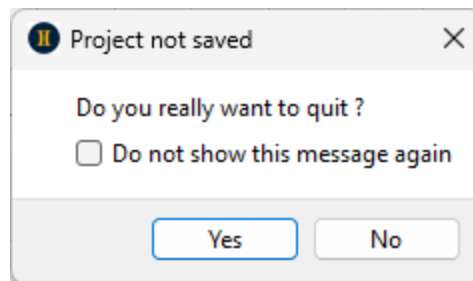 Project not saved
Do you really want to quit ?
Do not show this message again
Yes
No